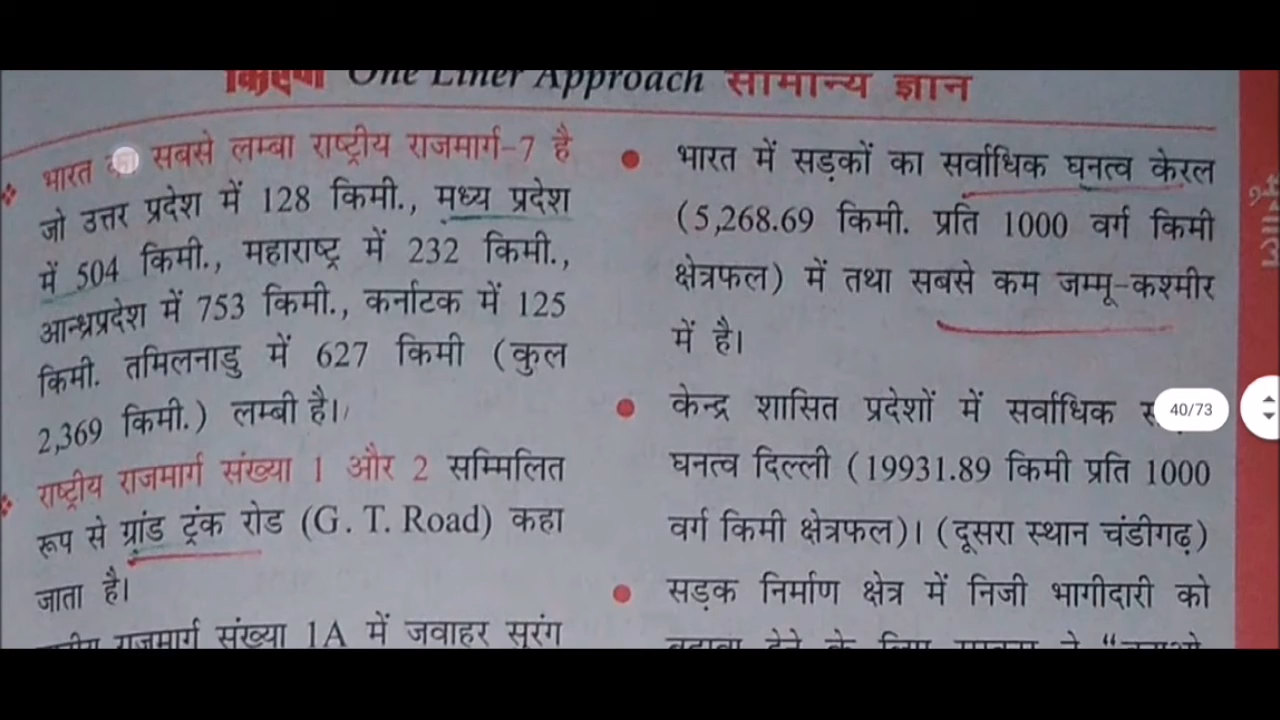 किरण One Liner Approach सामान्य ज्ञान
भारत का सबसे लम्बा राष्ट्रीय राजमार्ग-7 है
जो उत्तर प्रदेश में 128 किमी., मध्य प्रदेश
में 504 किमी., महाराष्ट्र में 232 किमी.,
आन्ध्रप्रदेश में 753 किमी., कर्नाटक में 125
किमी. तमिलनाडु में 627 किमी (कुल
2,369 किमी.) लम्बी है।
राष्ट्रीय राजमार्ग संख्या 1 और 2 सम्मिलित
रूप से ग्रांड ट्रंक रोड (G. T. Road) कहा
जाता है।
राष्ट्रीय राजमार्ग संख्या 1A में जवाहर सुरंग
भारत में सड़कों का सर्वाधिक घनत्व केरल
(5,268.69 किमी. प्रति 1000 वर्ग किमी
क्षेत्रफल) में तथा सबसे कम जम्मू-कश्मीर
में है।
केन्द्र शासित प्रदेशों में सर्वाधिक
घनत्व दिल्ली (19931.89 किमी प्रति 1000
वर्ग किमी क्षेत्रफल)। (दूसरा स्थान चंडीगढ़)
सड़क निर्माण क्षेत्र में निजी भागीदारी को
भूगोल
40/73